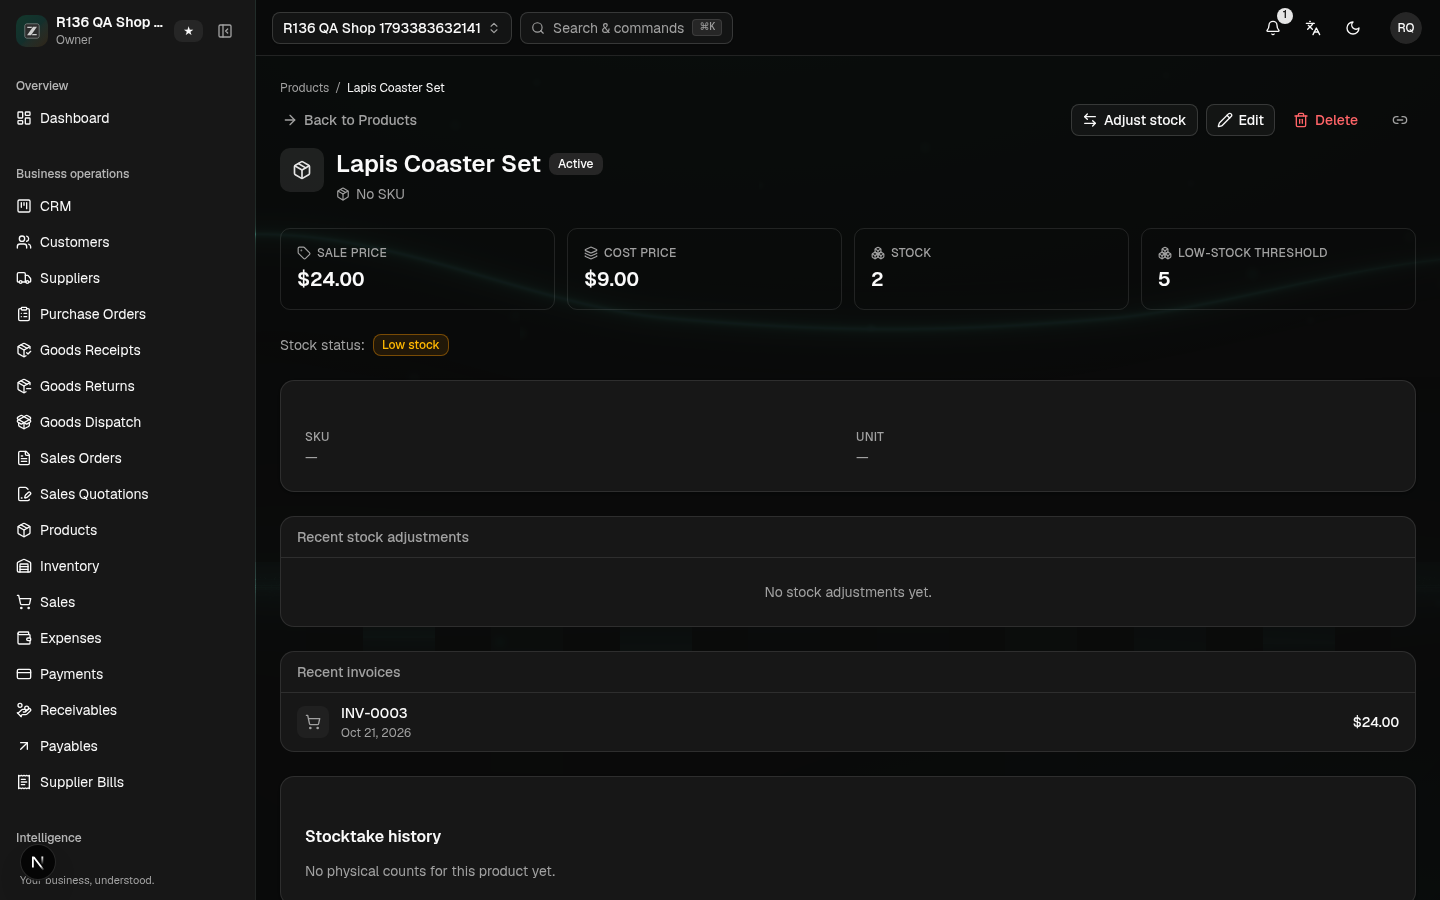 R136 QA Shop ...
Owner
Overview
Dashboard
Business operations
CRM
Customers
Suppliers
Purchase Orders
Goods Receipts
Goods Returns
Goods Dispatch
Sales Orders
Sales Quotations
Products
Inventory
Sales
Expenses
Payments
Receivables
Payables
Supplier Bills
Intelligence
Your business, understood.
R136 QA Shop 1793383632141
Search & commands ⌘K
1
RQ
Products / Lapis Coaster Set
Back to Products
Adjust stock
Edit
Delete
Lapis Coaster Set Active
No SKU
SALE PRICE
$24.00
COST PRICE
$9.00
STOCK
2
LOW-STOCK THRESHOLD
5
Stock status: Low stock
SKU
—
UNIT
—
Recent stock adjustments
No stock adjustments yet.
Recent invoices
INV-0003
Oct 21, 2026
$24.00
Stocktake history
No physical counts for this product yet.